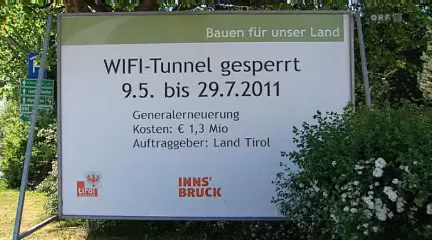 ORF
Bauen für unser Land
WIFI-Tunnel gesperrt
9.5. bis 29.7.2011
Generalerneuerung
Kosten: € 1,3 Mio
Auftraggeber: Land Tirol
P
tirol
INNS'
BRUCK